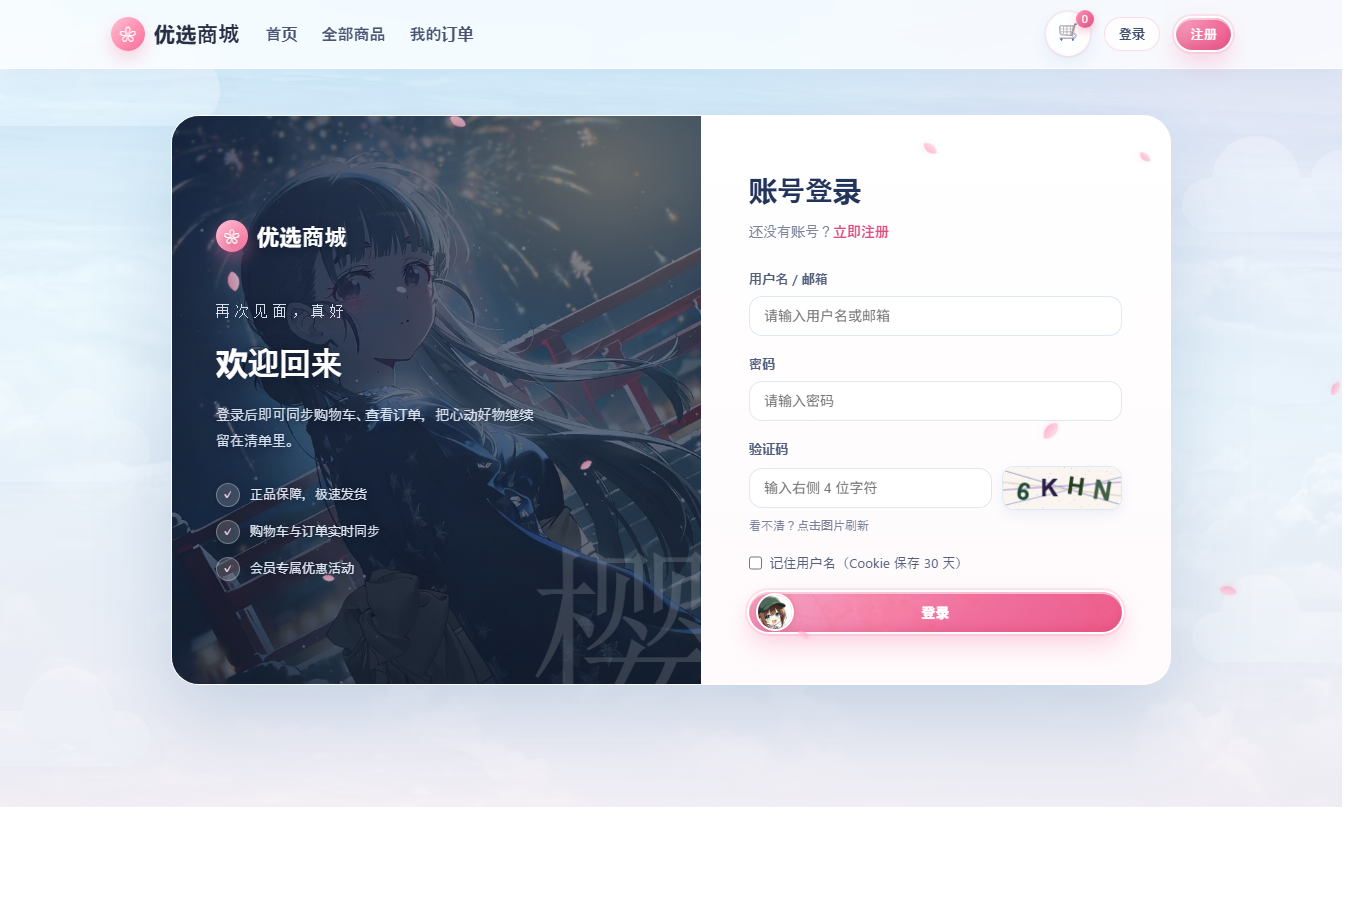 优选商城 首页 全部商品 我的订单 0 登录 注册
优选商城
再次见面，真好
欢迎回来
登录后即可同步购物车、查看订单，把心动好物继续
留在清单里。
正品保障，极速发货
购物车与订单实时同步
会员专属优惠活动
樱
账号登录
还没有账号？立即注册
用户名 / 邮箱
请输入用户名或邮箱
密码
请输入密码
验证码
输入右侧 4 位字符 6KHN
看不清？点击图片刷新
记住用户名（Cookie 保存 30 天）
登录